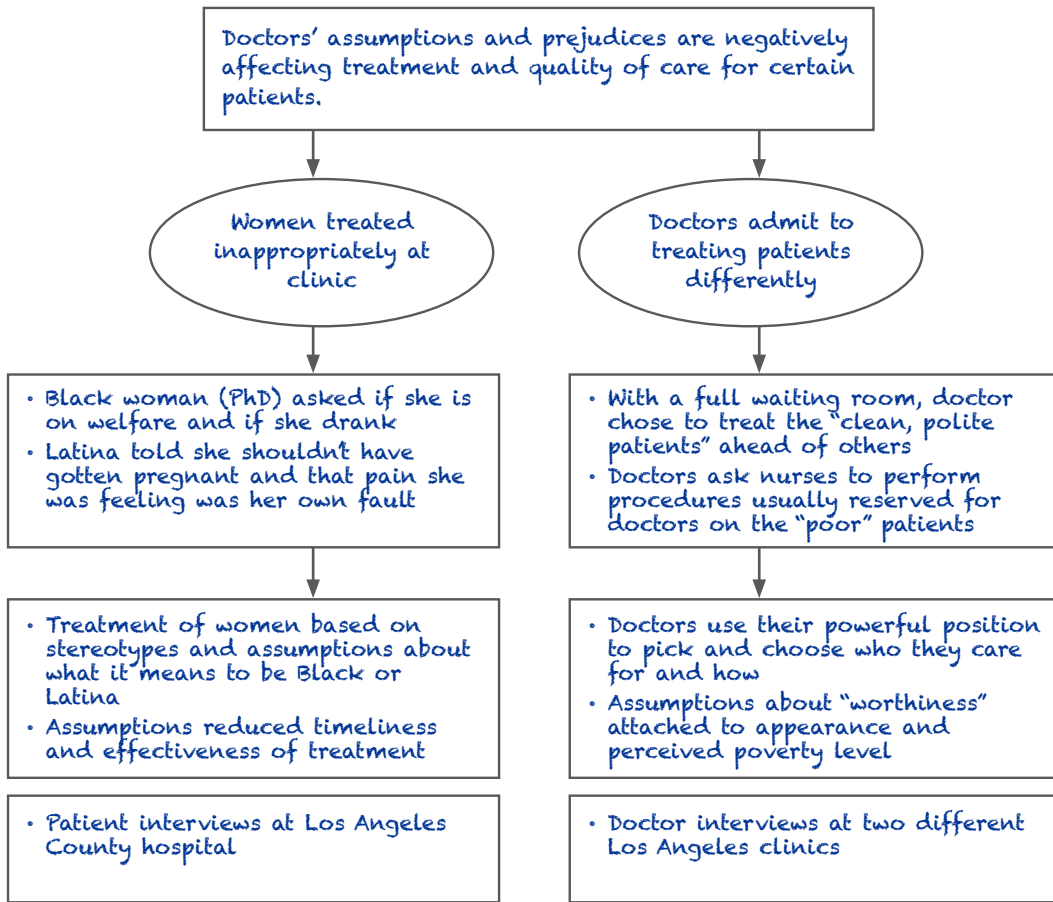 Doctors’ assumptions and prejudices are negatively
affecting treatment and quality of care for certain
patients.
Women treated
inappropriately at
clinic
Doctors admit to
treating patients
differently
• Black woman (PhD) asked if she is
on welfare and if she drank
• Latina told she shouldn’t have
gotten pregnant and that pain she
was feeling was her own fault
• With a full waiting room, doctor
chose to treat the “clean, polite
patients” ahead of others
• Doctors ask nurses to perform
procedures usually reserved for
doctors on the “poor” patients
• Treatment of women based on
stereotypes and assumptions about
what it means to be Black or
Latina
• Assumptions reduced timeliness
and effectiveness of treatment
• Doctors use their powerful position
to pick and choose who they care
for and how
• Assumptions about “worthiness”
attached to appearance and
perceived poverty level
• Patient interviews at Los Angeles
County hospital
• Doctor interviews at two different
Los Angeles clinics